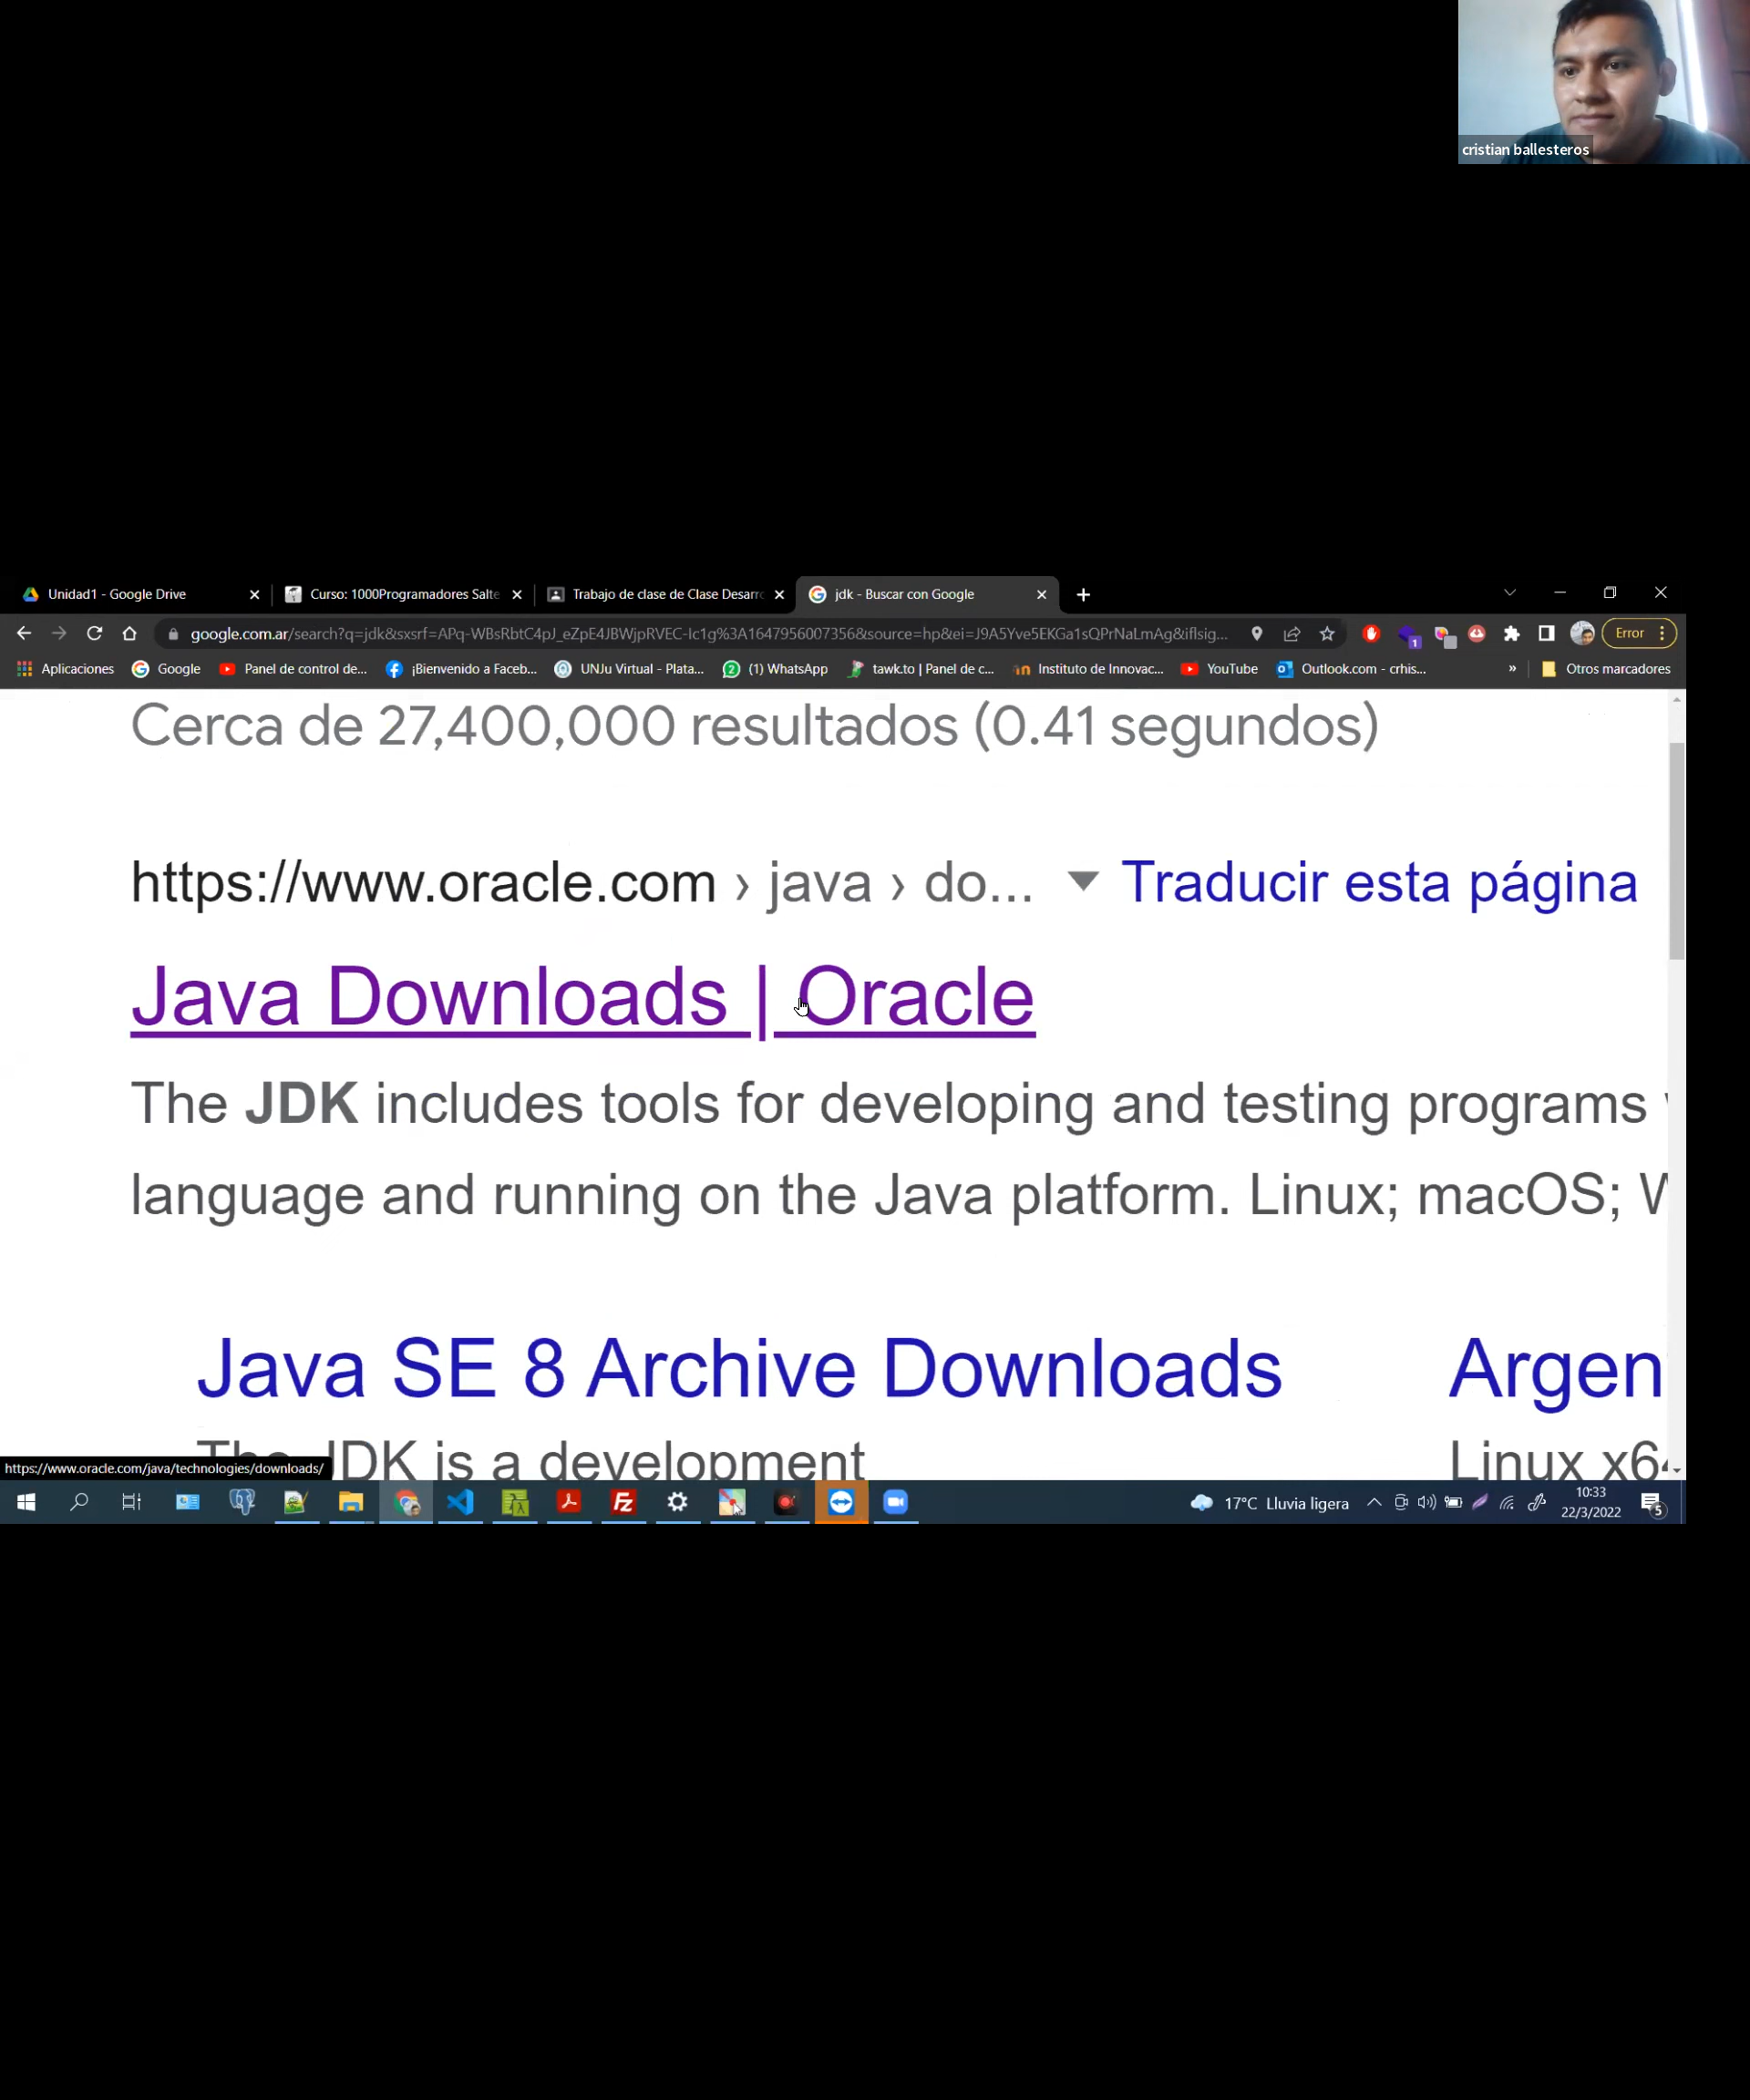 cristian ballesteros
Unidad1 - Google Drive
Curso: 1000Programadores Salte
Trabajo de clase de Clase Desarro
jdk - Buscar con Google
google.com.ar/search?q=jdk&sxsrf=APq-WBsRbtC4pJ_eZpE4JBWjpRVEC-Ic1g%3A1647956007356&source=hp&ei=J9A5Yve5EKGa1sQPrNaLmAg&iflsig...
1
Error
Aplicaciones
Google
Panel de control de...
¡Bienvenido a Faceb...
UNJu Virtual - Plata...
(1) WhatsApp
tawk.to | Panel de c...
Instituto de Innovac...
YouTube
Outlook.com - crhis...
»
Otros marcadores
Cerca de 27,400,000 resultados (0.41 segundos)
https://www.oracle.com › java › do...
Traducir esta página
Java Downloads | Oracle
The JDK includes tools for developing and testing programs
language and running on the Java platform. Linux; macOS; W
Java SE 8 Archive Downloads
Argen
The JDK is a development
Linux x64
https://www.oracle.com/java/technologies/downloads/
17°C Lluvia ligera
10:33
22/3/2022
5